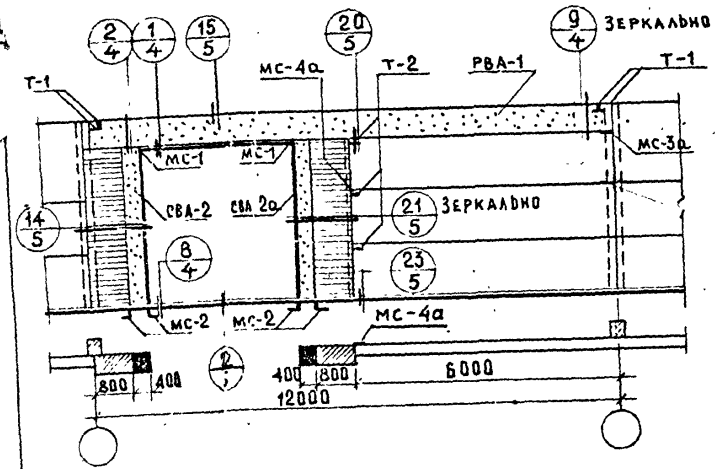 2/4 1/4 15/5 20/5 9/4 ЗЕРКАЛЬНО
МС-4а Т-2 РВА-1 Т-1
Т-1
МС-1 МС-1 МС-3а
СВА-2 СВА 2а
14/5 21/5 ЗЕРКАЛЬНО
8/4 23/5
МС-2 МС-2 МС-4а
2
800 400 400 800 6000
12000